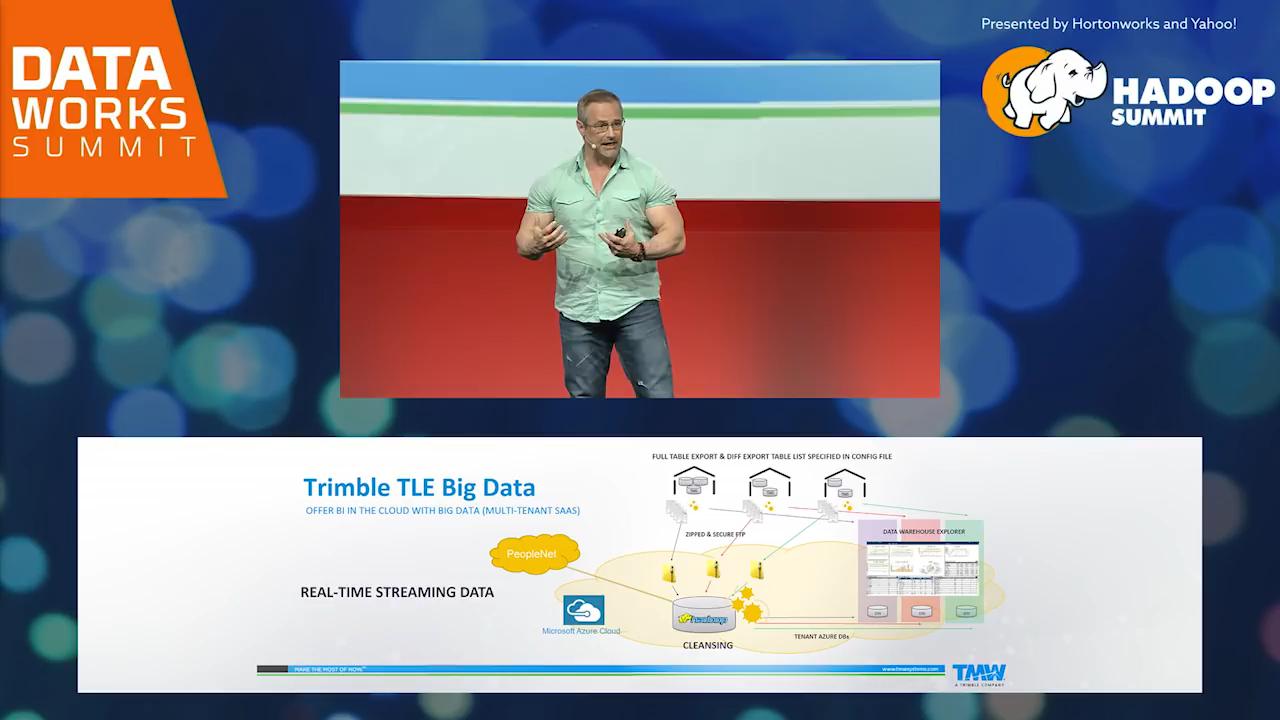 DATA
WORKS
SUMMIT
Presented by Hortonworks and Yahoo!
HADOOP
SUMMIT
Trimble TLE Big Data
OFFER BI IN THE CLOUD WITH BIG DATA (MULTI-TENANT SAAS)
PeopleNet
REAL-TIME STREAMING DATA
Microsoft Azure Cloud
FULL TABLE EXPORT & DIFF EXPORT TABLE LIST SPECIFIED IN CONFIG FILE
ZIPPED & SECURE FTP
DATA WAREHOUSE EXPLORER
hadoop
CLEANSING
TENANT AZURE DBs
MAKE THE MOST OF NOW.
www.tmwsystems.com
TMW
A TRIMBLE COMPANY